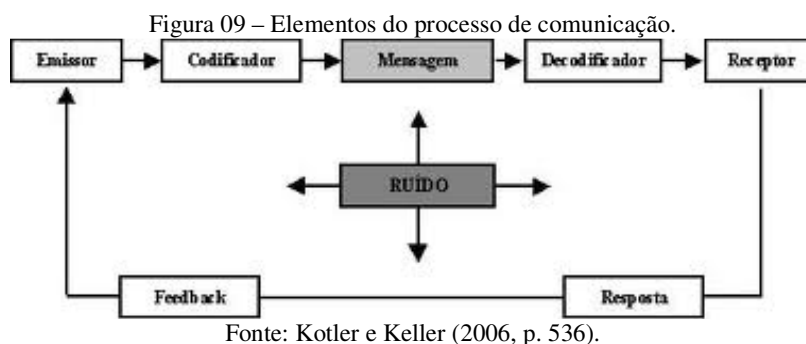 Figura 09 – Elementos do processo de comunicação.
Emissor Codificador Mensagem Decodificador Receptor
RUÍDO
Feedback Resposta
Fonte: Kotler e Keller (2006, p. 536).